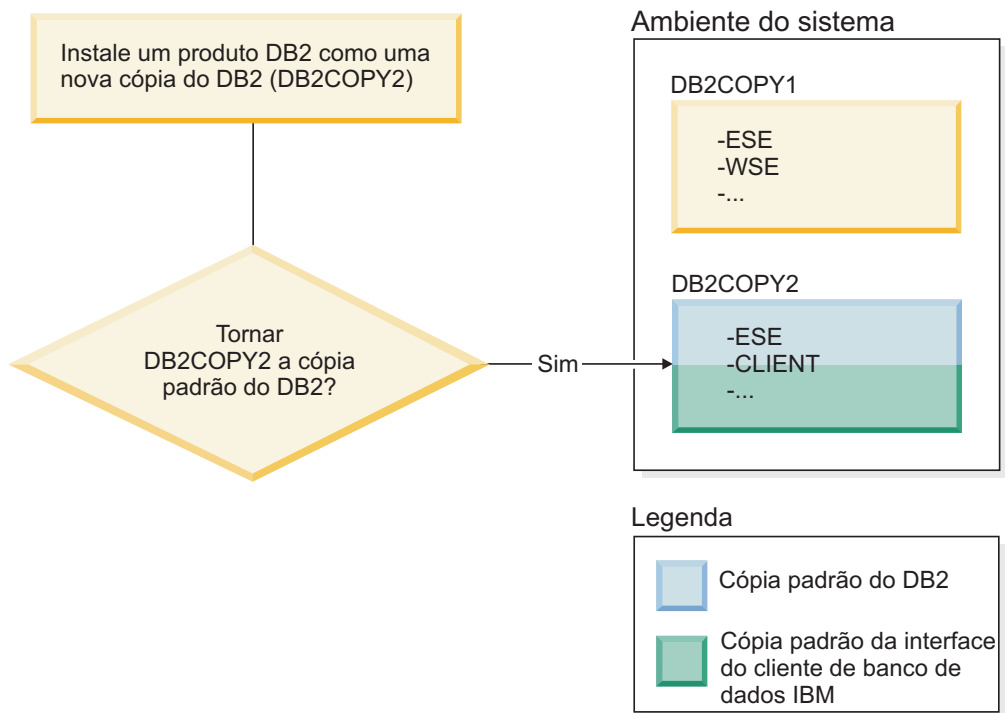 Instale um produto DB2 como uma
nova cópia do DB2 (DB2COPY2)
Tornar
DB2COPY2 a cópia
padrão do DB2?
Sim
Ambiente do sistema
DB2COPY1
-ESE
-WSE
-...
DB2COPY2
-ESE
-CLIENT
-...
Legenda
Cópia padrão do DB2
Cópia padrão da interface
do cliente de banco de
dados IBM